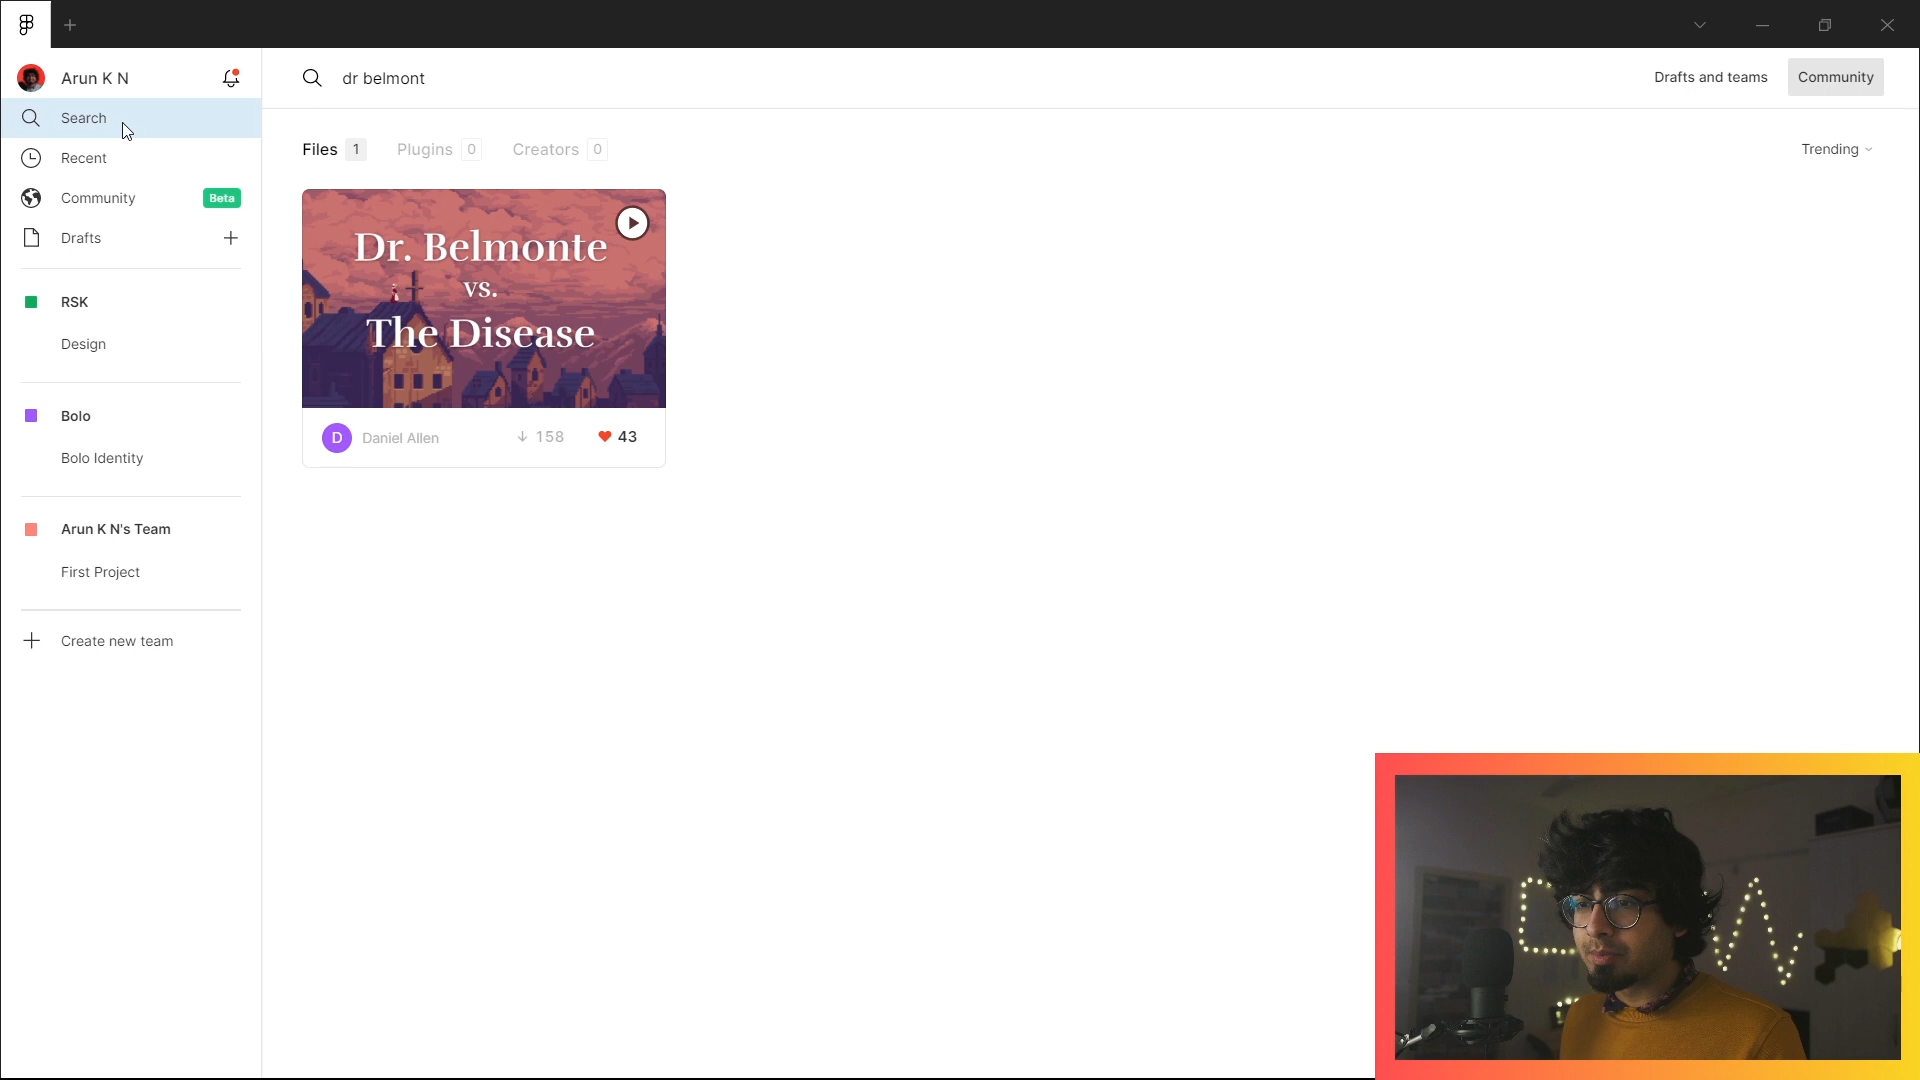 Arun K N
Search
Recent
Community Beta
Drafts
RSK
Design
Bolo
Bolo Identity
Arun K N's Team
First Project
Create new team
dr belmont
Drafts and teams Community
Files 1 Plugins 0 Creators 0
Trending
Dr. Belmonte
vs.
The Disease
D Daniel Allen 158 43